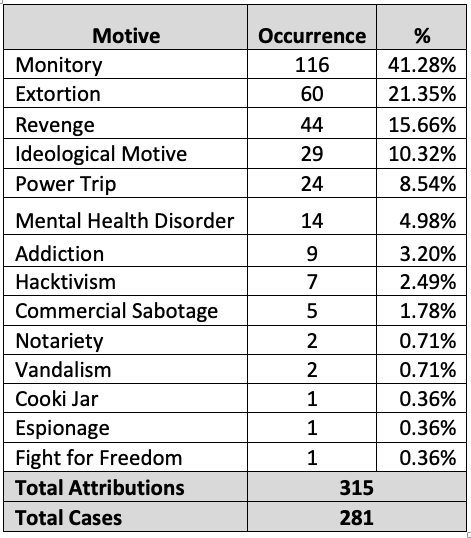 Motive Occurrence %
Monitory 116 41.28%
Extortion 60 21.35%
Revenge 44 15.66%
Ideological Motive 29 10.32%
Power Trip 24 8.54%
Mental Health Disorder 14 4.98%
Addiction 9 3.20%
Hacktivism 7 2.49%
Commercial Sabotage 5 1.78%
Notariety 2 0.71%
Vandalism 2 0.71%
Cooki Jar 1 0.36%
Espionage 1 0.36%
Fight for Freedom 1 0.36%
Total Attributions 315
Total Cases 281